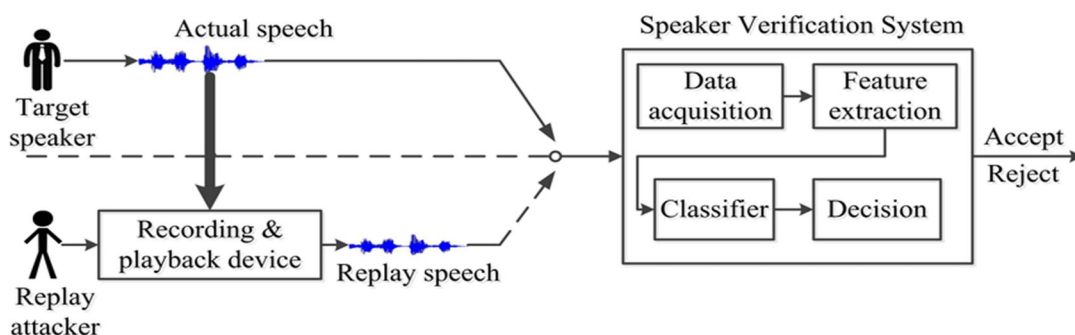 Actual speech
Target
speaker
Speaker Verification System
Data
acquisition
Feature
extraction
Classifier
Decision
Accept
Reject
Recording &
playback device
Replay speech
Replay
attacker